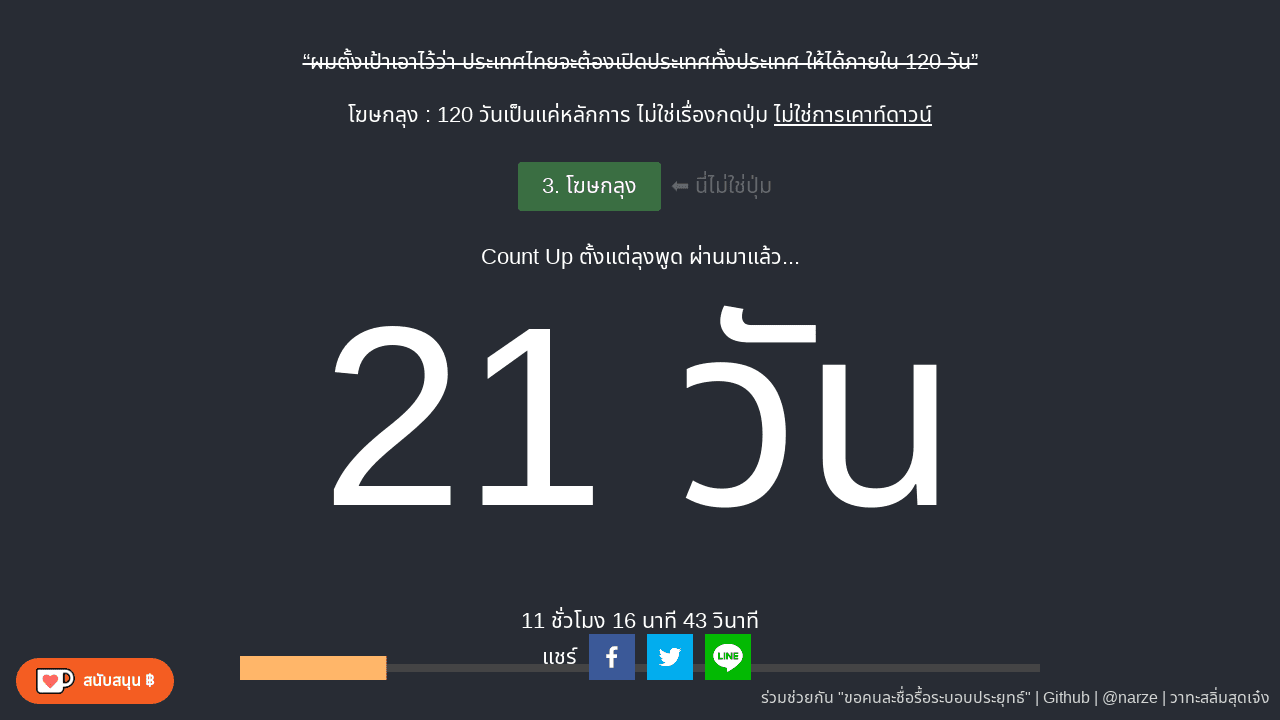 “ผมตั้งเป้าเอาไว้ว่า ประเทศไทยจะต้องเปิดประเทศทั้งประเทศ ให้ได้ภายใน 120 วัน”
โฆษกลุง : 120 วันเป็นแค่หลักการ ไม่ใช่เรื่องกดปุ่ม ไม่ใช่การเคาท์ดาวน์
3. โฆษกลุง ⬅ นี่ไม่ใช่ปุ่ม
Count Up ตั้งแต่ลุงพูด ผ่านมาแล้ว...
21 วัน
11 ชั่วโมง 16 นาที 43 วินาที
แชร์
LINE
สนับสนุน ฿
ร่วมช่วยกัน "ขอคนละชื่อรื้อระบอบประยุทธ์" | Github | @narze | วาทะสลิ่มสุดเจ๋ง